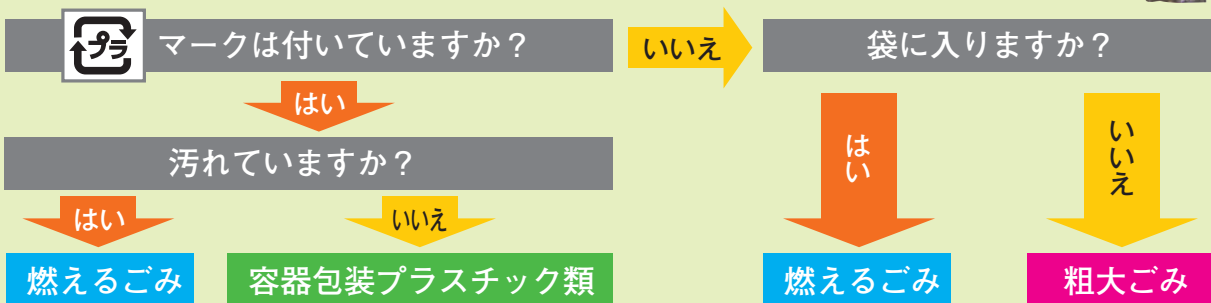 プラ マークは付いていますか？
いいえ
袋に入りますか？
はい
汚れていますか？
はい
いいえ
はい
いいえ
燃えるごみ
容器包装プラスチック類
燃えるごみ
粗大ごみ